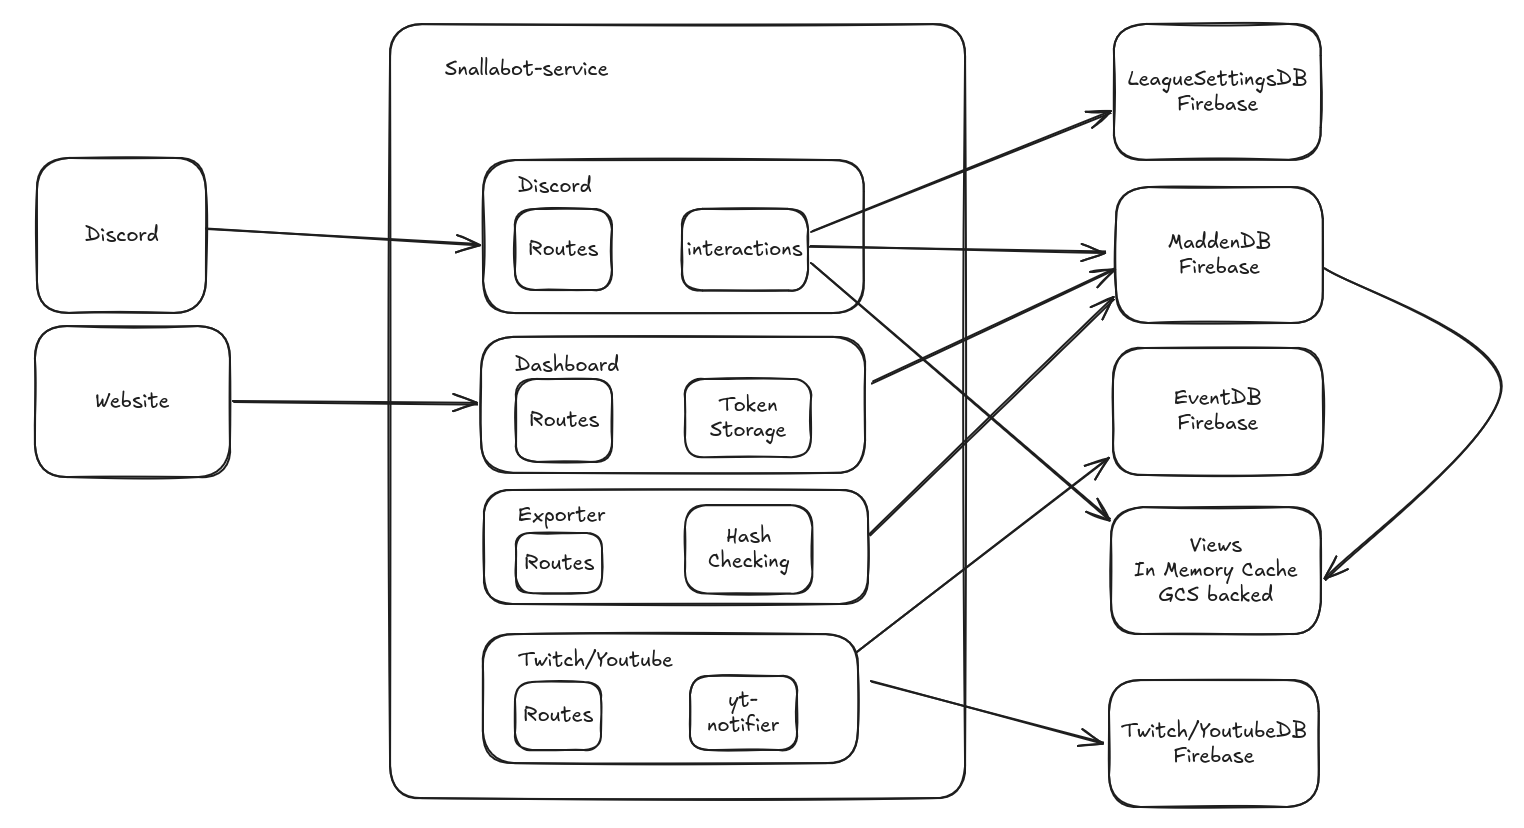 Snallabot-service
Discord
Website
Discord
Routes
interactions
Dashboard
Routes
Token
Storage
Exporter
Routes
Hash
Checking
Twitch/Youtube
Routes
yt-
notifier
LeagueSettingsDB
Firebase
MaddenDB
Firebase
EventDB
Firebase
Views
In Memory Cache
GCS backed
Twitch/YoutubeDB
Firebase